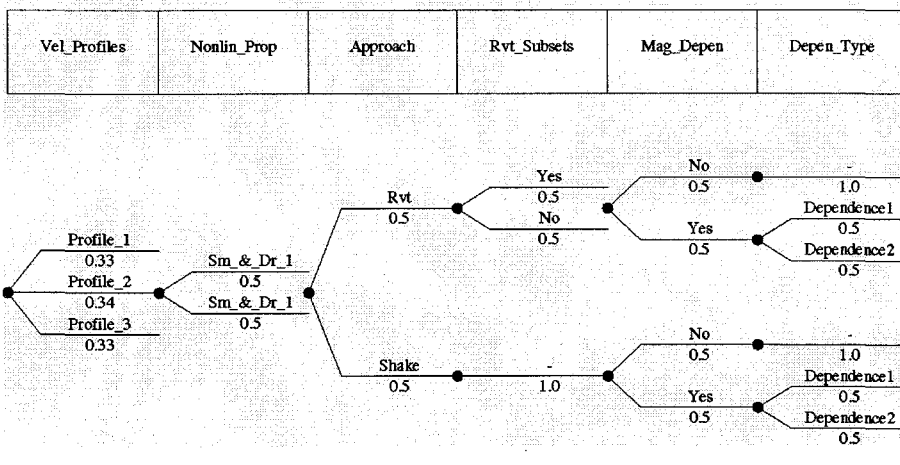 Vel_Profiles Nonlin_Prop Approach Rvt_Subsets Mag_Depen Depen_Type
No
0.5
-
1.0
Yes
0.5
Rvt
0.5
No
0.5
Yes
0.5
Dependence1
0.5
Dependence2
0.5
Profile_1
0.33
Profile_2
0.34
Profile_3
0.33
Sm_&_Dr_1
0.5
Sm_&_Dr_1
0.5
Shake
0.5
-
1.0
No
0.5
-
1.0
Yes
0.5
Dependence1
0.5
Dependence2
0.5